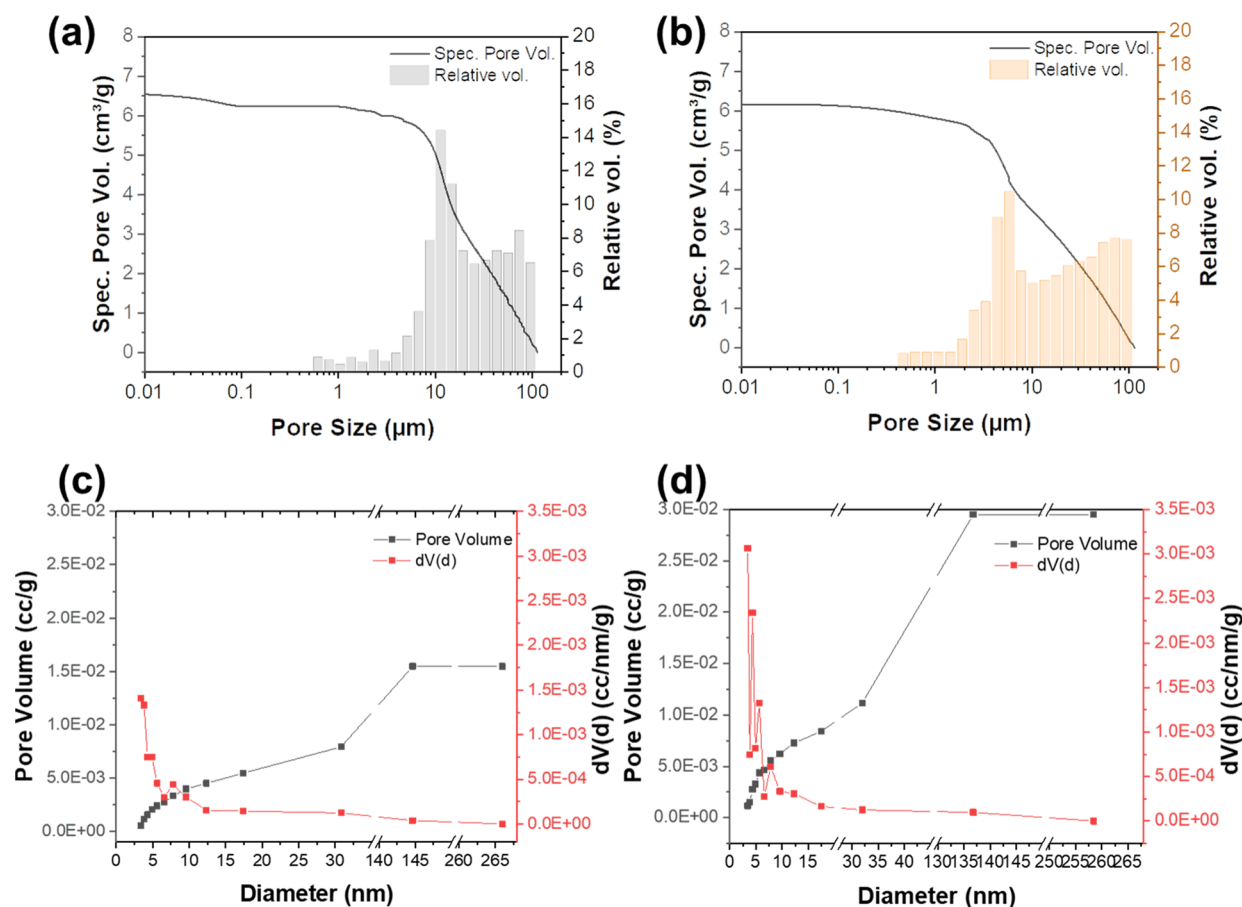 (a)
8
7
6
5
4
3
2
1
0
Spec. Pore Vol. (cm³/g)
Spec. Pore Vol.
Relative vol.
20
18
16
14
12
10
8
6
4
2
0
Relative vol. (%)
0.01 0.1 1 10 100
Pore Size (µm)
(b)
8
7
6
5
4
3
2
1
0
Spec. Pore Vol. (cm³/g)
Spec. Pore Vol.
Relative vol.
20
18
16
14
12
10
8
6
4
2
0
Relative vol. (%)
0.01 0.1 1 10 100
Pore Size (µm)
(c)
3.0E-02
2.5E-02
2.0E-02
1.5E-02
1.0E-02
5.0E-03
0.0E+00
Pore Volume (cc/g)
Pore Volume
dV(d)
3.5E-03
3.0E-03
2.5E-03
2.0E-03
1.5E-03
1.0E-03
5.0E-04
0.0E+00
dV(d) (cc/nm/g)
0 5 10 15 20 25 30 140 145 260 265
Diameter (nm)
(d)
3.0E-02
2.5E-02
2.0E-02
1.5E-02
1.0E-02
5.0E-03
0.0E+00
Pore Volume (cc/g)
Pore Volume
dV(d)
3.5E-03
3.0E-03
2.5E-03
2.0E-03
1.5E-03
1.0E-03
5.0E-04
0.0E+00
dV(d) (cc/nm/g)
0 5 10 15 20 30 40 130 135 140 145 250 255 260 265
Diameter (nm)